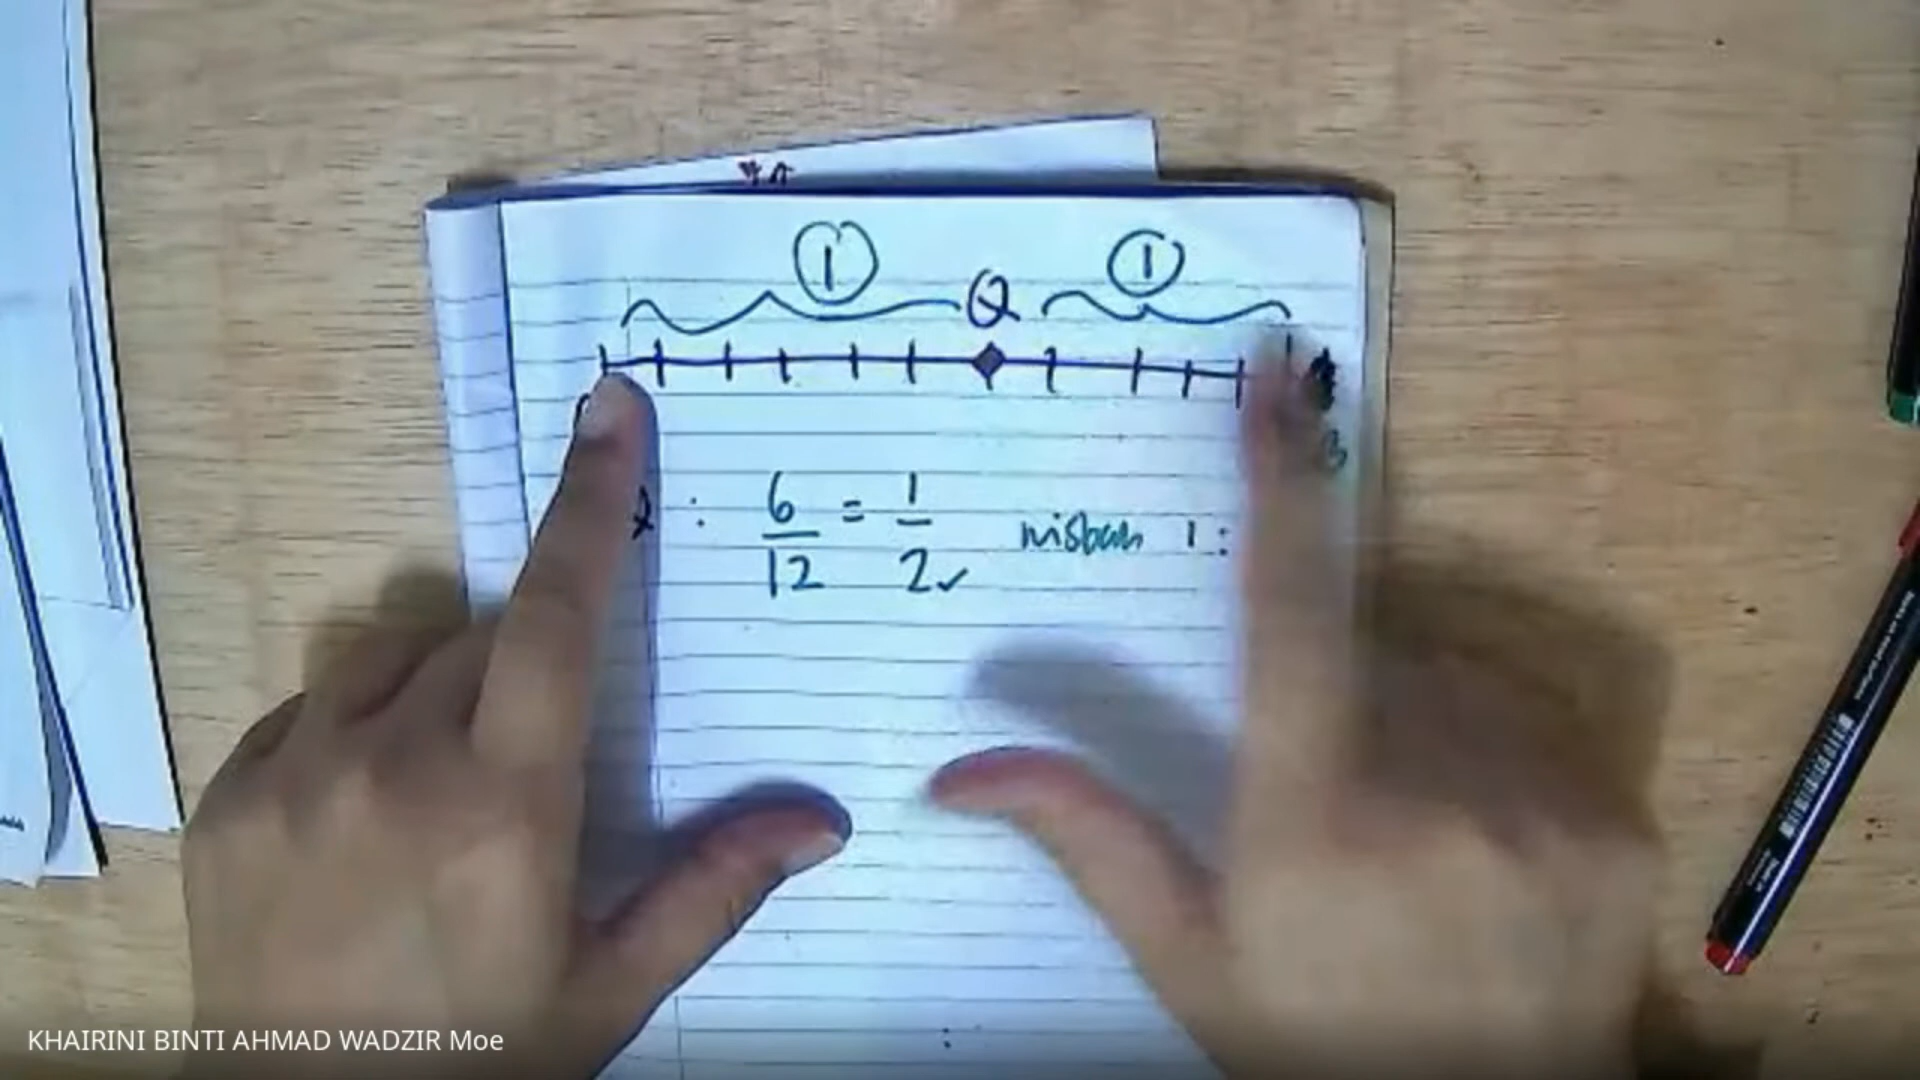 1 1
Q
B
Q : 6/12 = 1/2 ✓ nisbah 1 :
KHAIRINI BINTI AHMAD WADZIR Moe